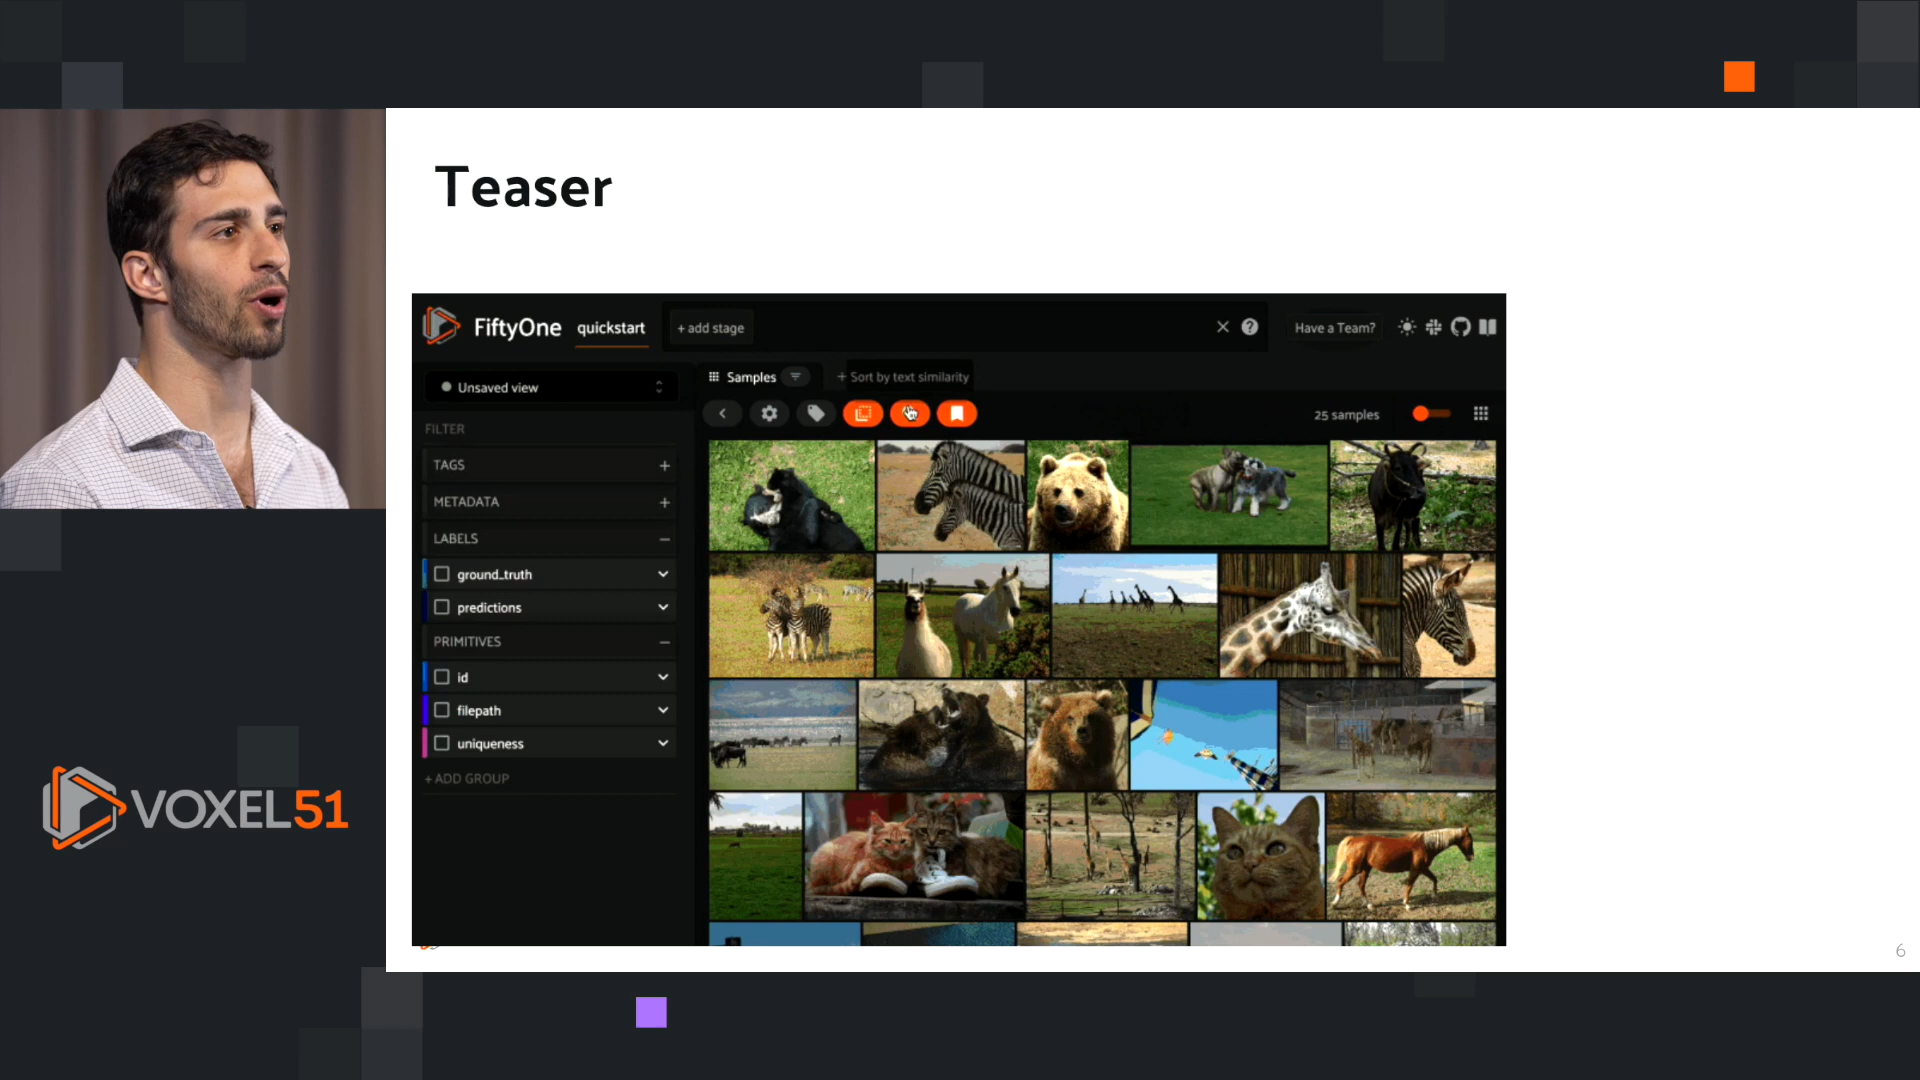 Teaser
FiftyOne quickstart + add stage Have a Team?
Unsaved view
Samples + Sort by text similarity
25 samples
FILTER
TAGS
METADATA
LABELS
ground_truth
predictions
PRIMITIVES
id
filepath
uniqueness
+ ADD GROUP
VOXEL51
6